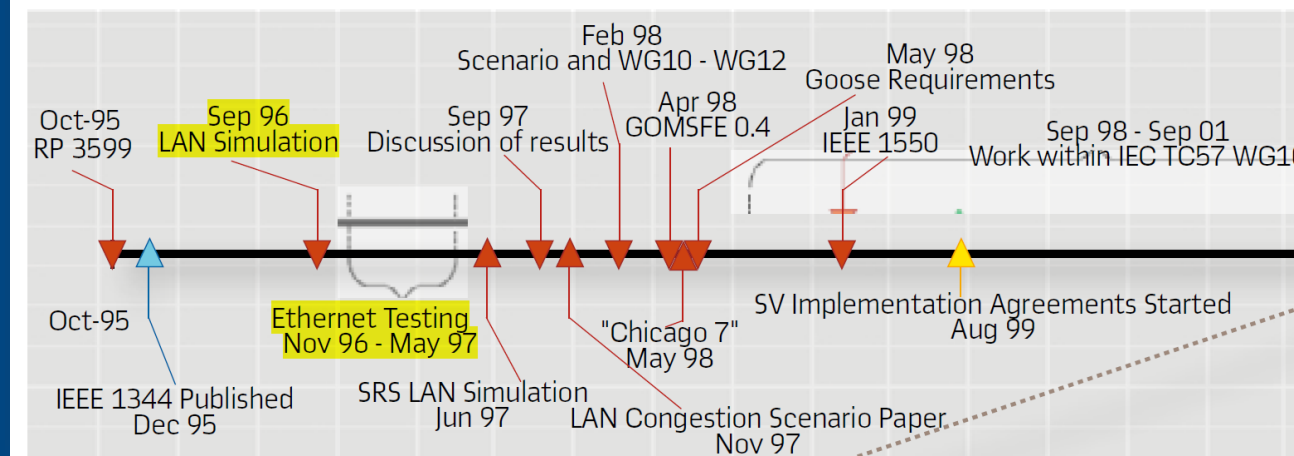 Feb 98
Scenario and WG10 - WG12
May 98
Goose Requirements
Oct-95
RP 3599
Sep 96
LAN Simulation
Sep 97
Discussion of results
Apr 98
GOMSFE 0.4
Jan 99
IEEE 1550
Sep 98 - Sep 01
Work within IEC TC57 WG10
Oct-95
Ethernet Testing
Nov 96 - May 97
"Chicago 7"
May 98
SV Implementation Agreements Started
Aug 99
IEEE 1344 Published
Dec 95
SRS LAN Simulation
Jun 97
LAN Congestion Scenario Paper
Nov 97